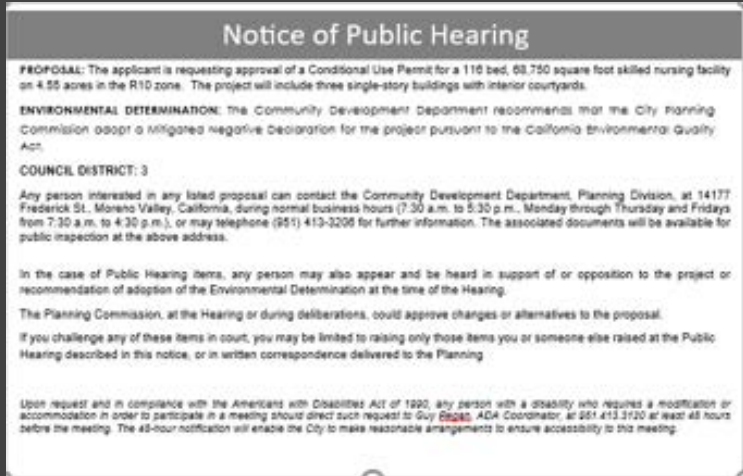 Notice of Public Hearing
PROPOSAL: The applicant is requesting approval of a Conditional Use Permit for a 116 bed, 68,750 square foot skilled nursing facility
on 4.55 acres in the R10 zone. The project will include three single-story buildings with interior courtyards.
ENVIRONMENTAL DETERMINATION: The Community Development Department recommends that the City Planning
Commission adopt a Mitigated Negative Declaration for the project pursuant to the California Environmental Quality
Act.
COUNCIL DISTRICT: 3
Any person interested in any listed proposal can contact the Community Development Department, Planning Division, at 14177
Frederick St., Moreno Valley, California, during normal business hours (7:30 a.m. to 5:30 p.m., Monday through Thursday and Fridays
from 7:30 a.m. to 4:30 p.m.), or may telephone (951) 413-3206 for further information. The associated documents will be available for
public inspection at the above address.
In the case of Public Hearing items, any person may also appear and be heard in support of or opposition to the project or
recommendation of adoption of the Environmental Determination at the time of the Hearing.
The Planning Commission, at the Hearing or during deliberations, could approve changes or alternatives to the proposal.
If you challenge any of these items in court, you may be limited to raising only those items you or someone else raised at the Public
Hearing described in this notice, or in written correspondence delivered to the Planning
Upon request and in compliance with the Americans with Disabilities Act of 1990, any person with a disability who requires a modification or
accommodation in order to participate in a meeting should direct such request to Guy Pegan, ADA Coordinator, at 951.413.3120 at least 48 hours
before the meeting. The 48-hour notification will enable the City to make reasonable arrangements to ensure accessibility to this meeting.